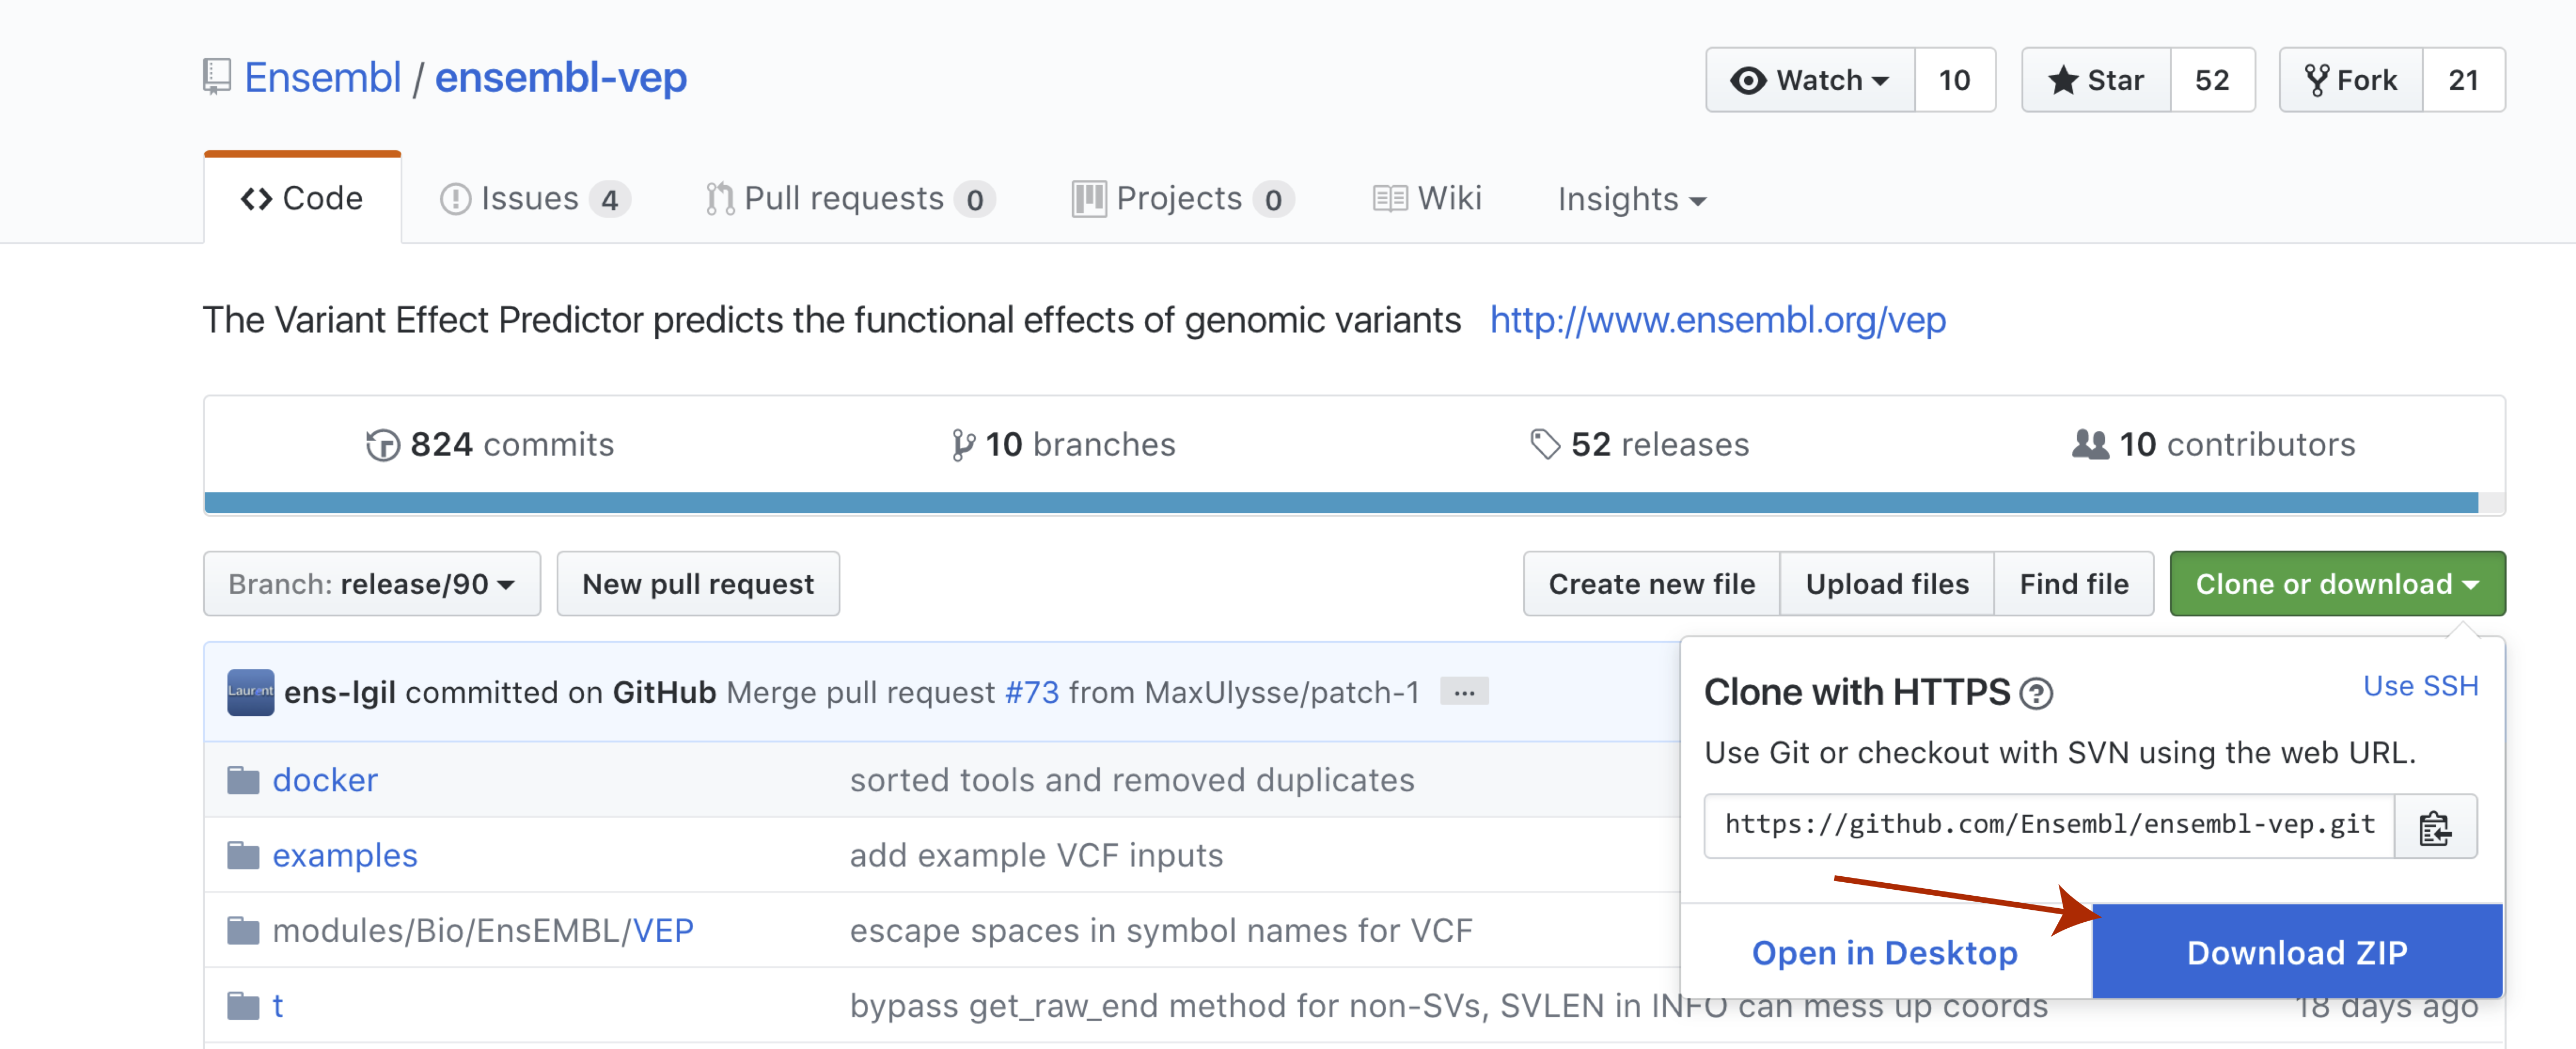 Ensembl / ensembl-vep
Watch 10 Star 52 Fork 21
Code Issues 4 Pull requests 0 Projects 0 Wiki Insights
The Variant Effect Predictor predicts the functional effects of genomic variants http://www.ensembl.org/vep
824 commits 10 branches 52 releases 10 contributors
Branch: release/90 New pull request Create new file Upload files Find file Clone or download
Laurent ens-lgil committed on GitHub Merge pull request #73 from MaxUlysse/patch-1 ...
docker sorted tools and removed duplicates
examples add example VCF inputs
modules/Bio/EnsEMBL/VEP escape spaces in symbol names for VCF
t bypass get_raw_end method for non-SVs, SVLEN in INFO can mess up coords 18 days ago
Clone with HTTPS ? Use SSH
Use Git or checkout with SVN using the web URL.
https://github.com/Ensembl/ensembl-vep.git
Open in Desktop Download ZIP